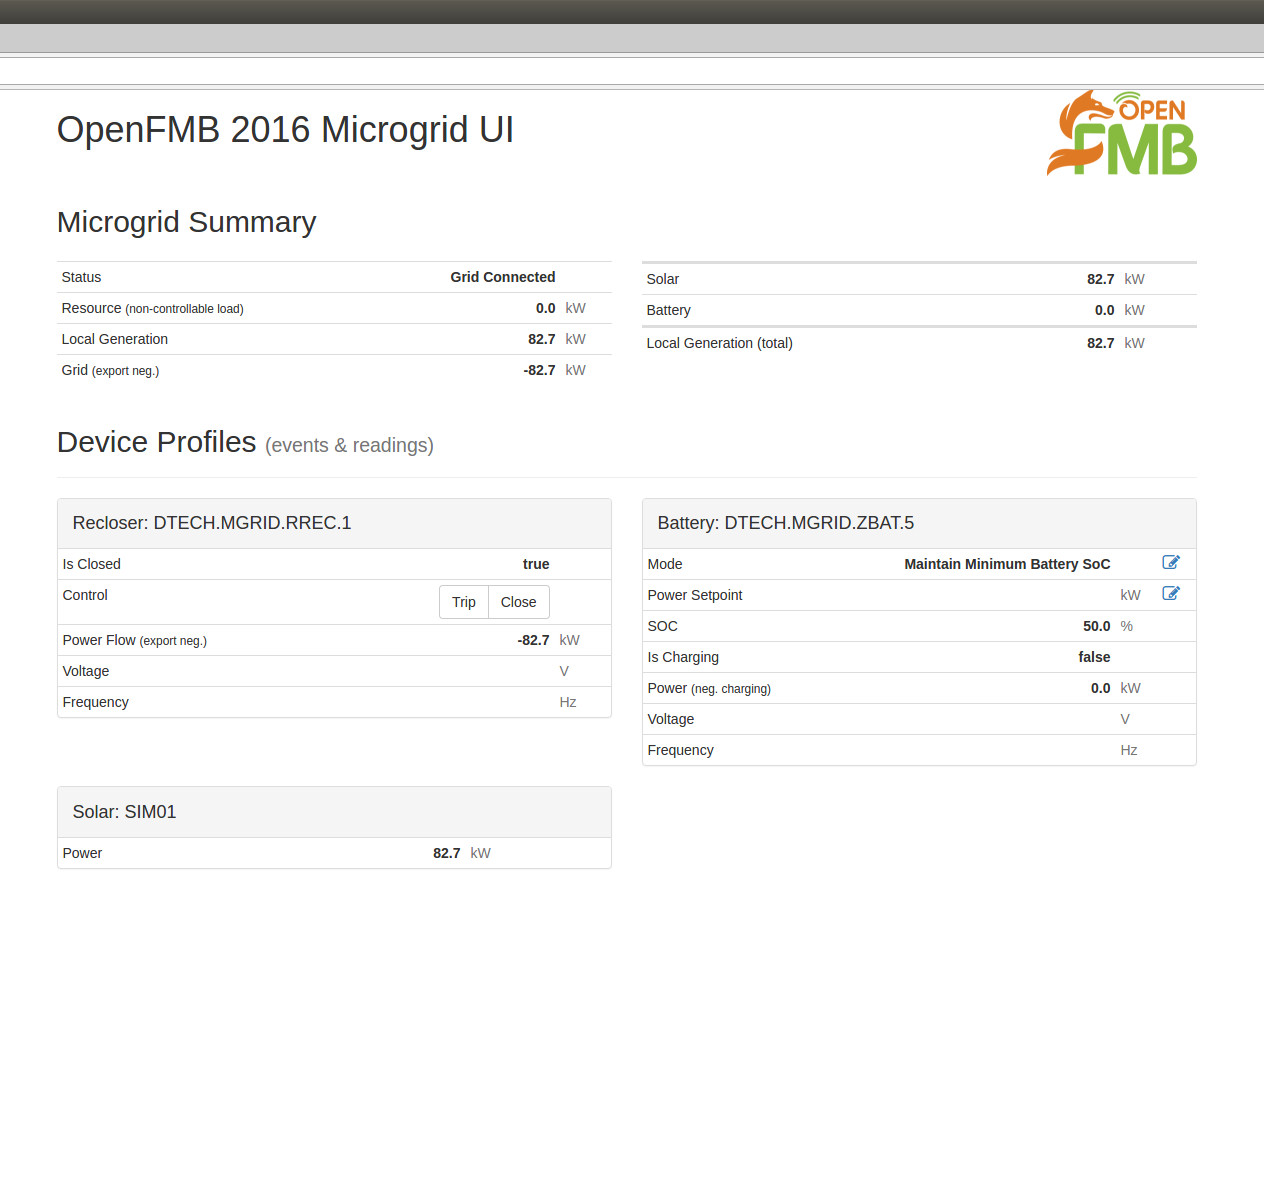 OpenFMB 2016 Microgrid UI
OPEN
FMB
Microgrid Summary
Status Grid Connected
Resource (non-controllable load) 0.0 kW
Local Generation 82.7 kW
Grid (export neg.) -82.7 kW
Solar 82.7 kW
Battery 0.0 kW
Local Generation (total) 82.7 kW
Device Profiles (events & readings)
Recloser: DTECH.MGRID.RREC.1
Is Closed true
Control Trip Close
Power Flow (export neg.) -82.7 kW
Voltage V
Frequency Hz
Battery: DTECH.MGRID.ZBAT.5
Mode Maintain Minimum Battery SoC
Power Setpoint kW
SOC 50.0 %
Is Charging false
Power (neg. charging) 0.0 kW
Voltage V
Frequency Hz
Solar: SIM01
Power 82.7 kW